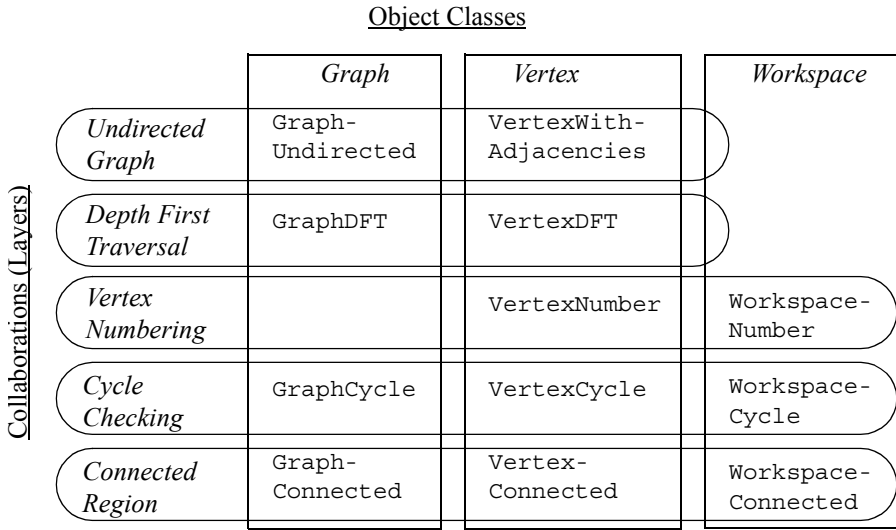 Object Classes
Graph Vertex Workspace
Collaborations (Layers)
Undirected Graph- VertexWith-
Graph Undirected Adjacencies
Depth First GraphDFT VertexDFT
Traversal
Vertex VertexNumber Workspace-
Numbering Number
Cycle GraphCycle VertexCycle Workspace-
Checking Cycle
Connected Graph- Vertex- Workspace-
Region Connected Connected Connected